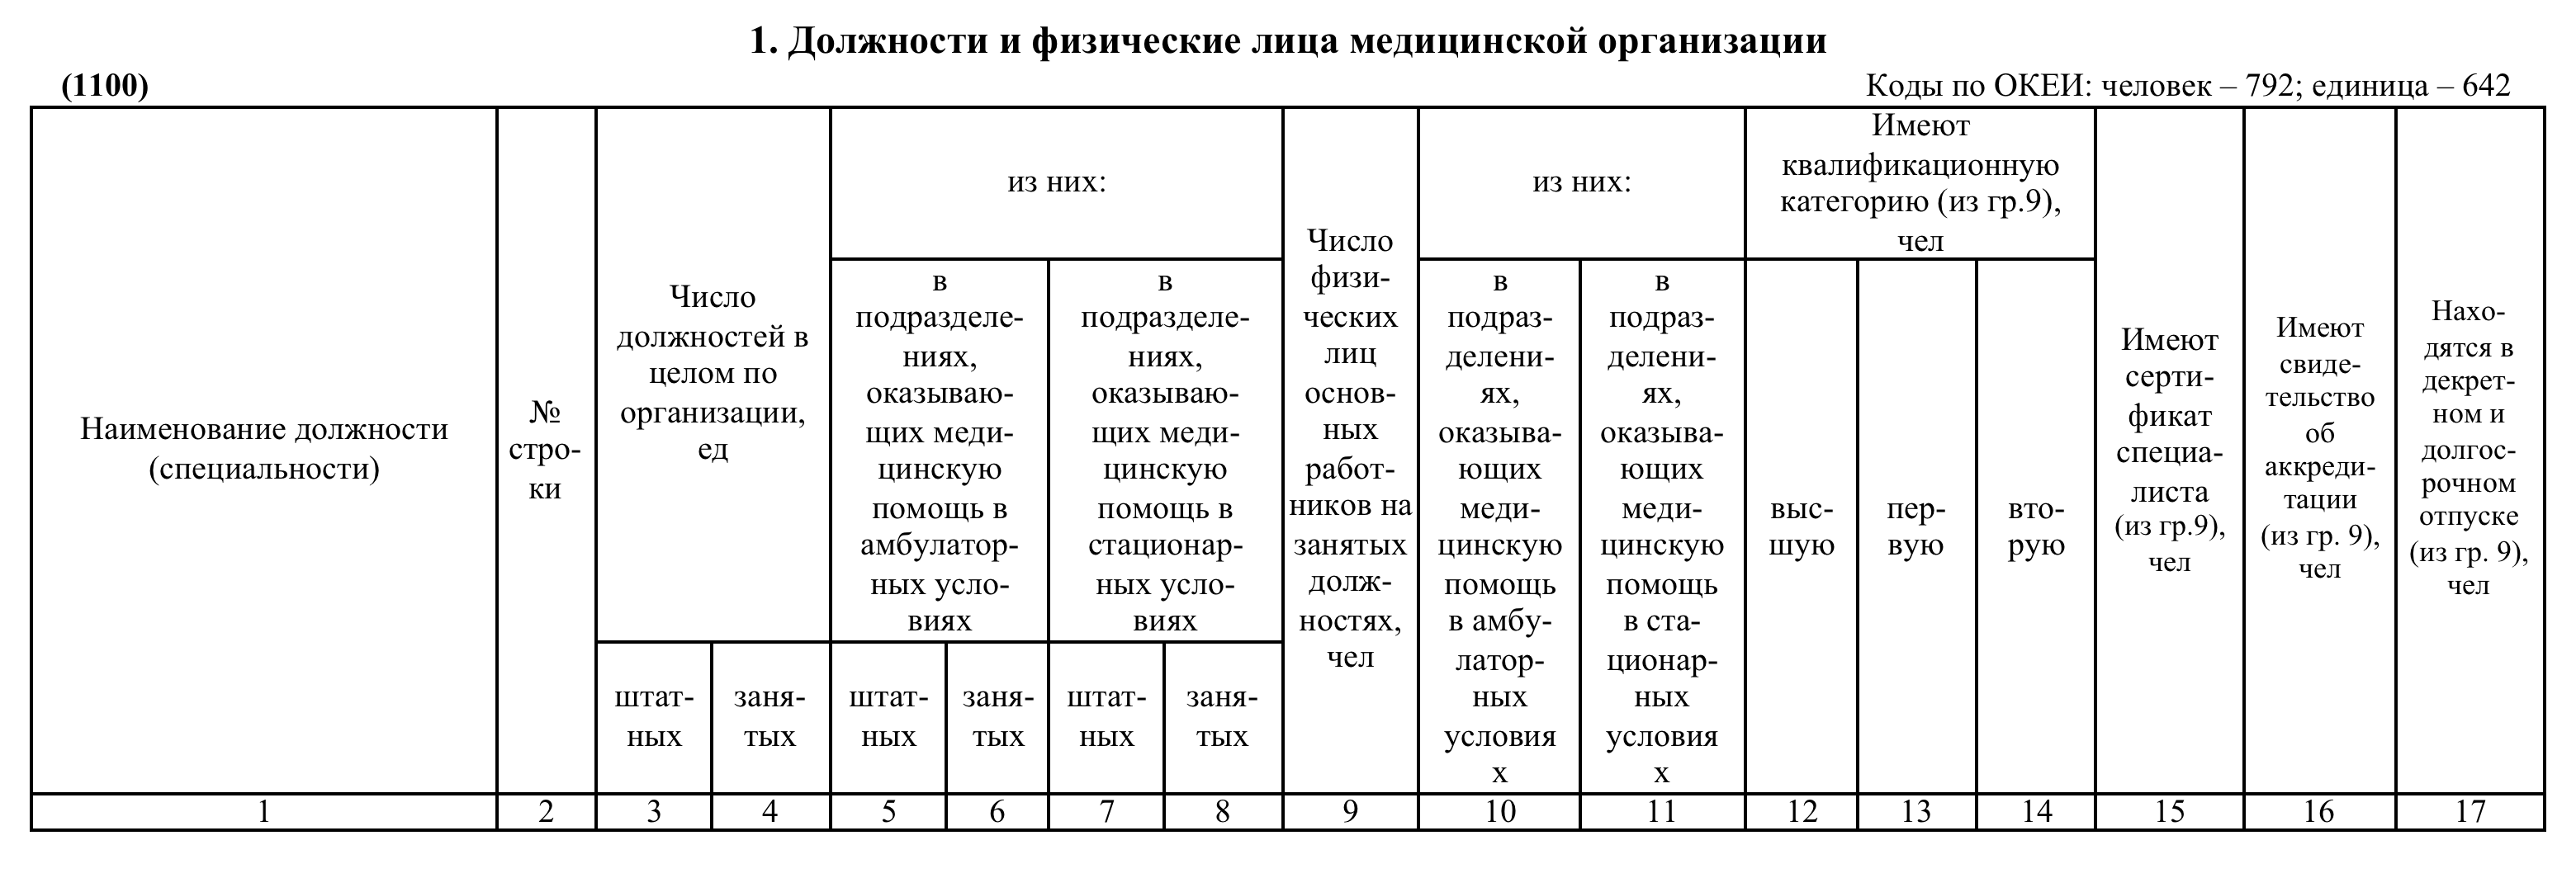 1. Должности и физические лица медицинской организации
(1100)
Коды по ОКЕИ: человек – 792; единица – 642
Наименование должности
(специальности)
№
стро-
ки
Число
должностей в
целом по
организации,
ед
из них:
в
подразделе-
ниях,
оказываю-
щих меди-
цинскую
помощь в
амбулатор-
ных усло-
виях
в
подразделе-
ниях,
оказываю-
щих меди-
цинскую
помощь в
стационар-
ных усло-
виях
штат-
ных
заня-
тых
штат-
ных
заня-
тых
штат-
ных
заня-
тых
Число
физи-
ческих
лиц
основ-
ных
работ-
ников на
занятых
долж-
ностях,
чел
из них:
в
подраз-
делени-
ях,
оказыва-
ющих
меди-
цинскую
помощь
в амбу-
латор-
ных
условия
х
в
подраз-
делени-
ях,
оказыва-
ющих
меди-
цинскую
помощь
в ста-
ционар-
ных
условия
х
Имеют
квалификационную
категорию (из гр.9),
чел
выс-
шую
пер-
вую
вто-
рую
Имеют
серти-
фикат
специа-
листа
(из гр.9),
чел
Имеют
свиде-
тельство
об
аккреди-
тации
(из гр. 9),
чел
Нахо-
дятся в
декрет-
ном и
долгос-
рочном
отпуске
(из гр. 9),
чел
1 2 3 4 5 6 7 8 9 10 11 12 13 14 15 16 17